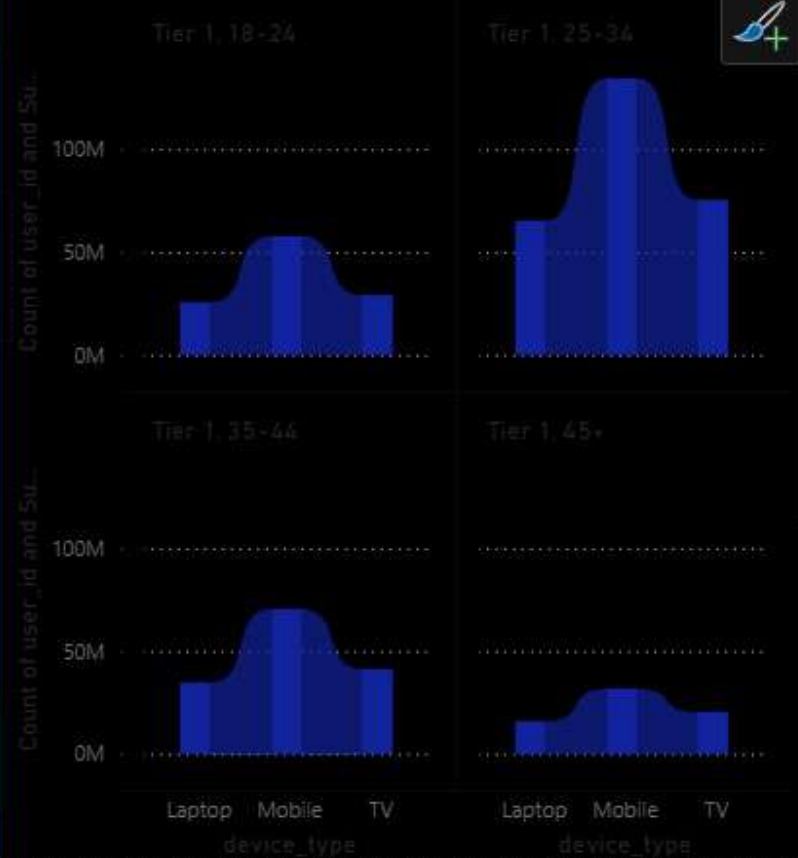 Tier 1, 18-24
Tier 1, 25-34
Count of user_id and Su...
100M
50M
0M
Tier 1, 35-44
Tier 1, 45+
Count of user_id and Su...
100M
50M
0M
Laptop Mobile TV
Laptop Mobile TV
device_type
device_type